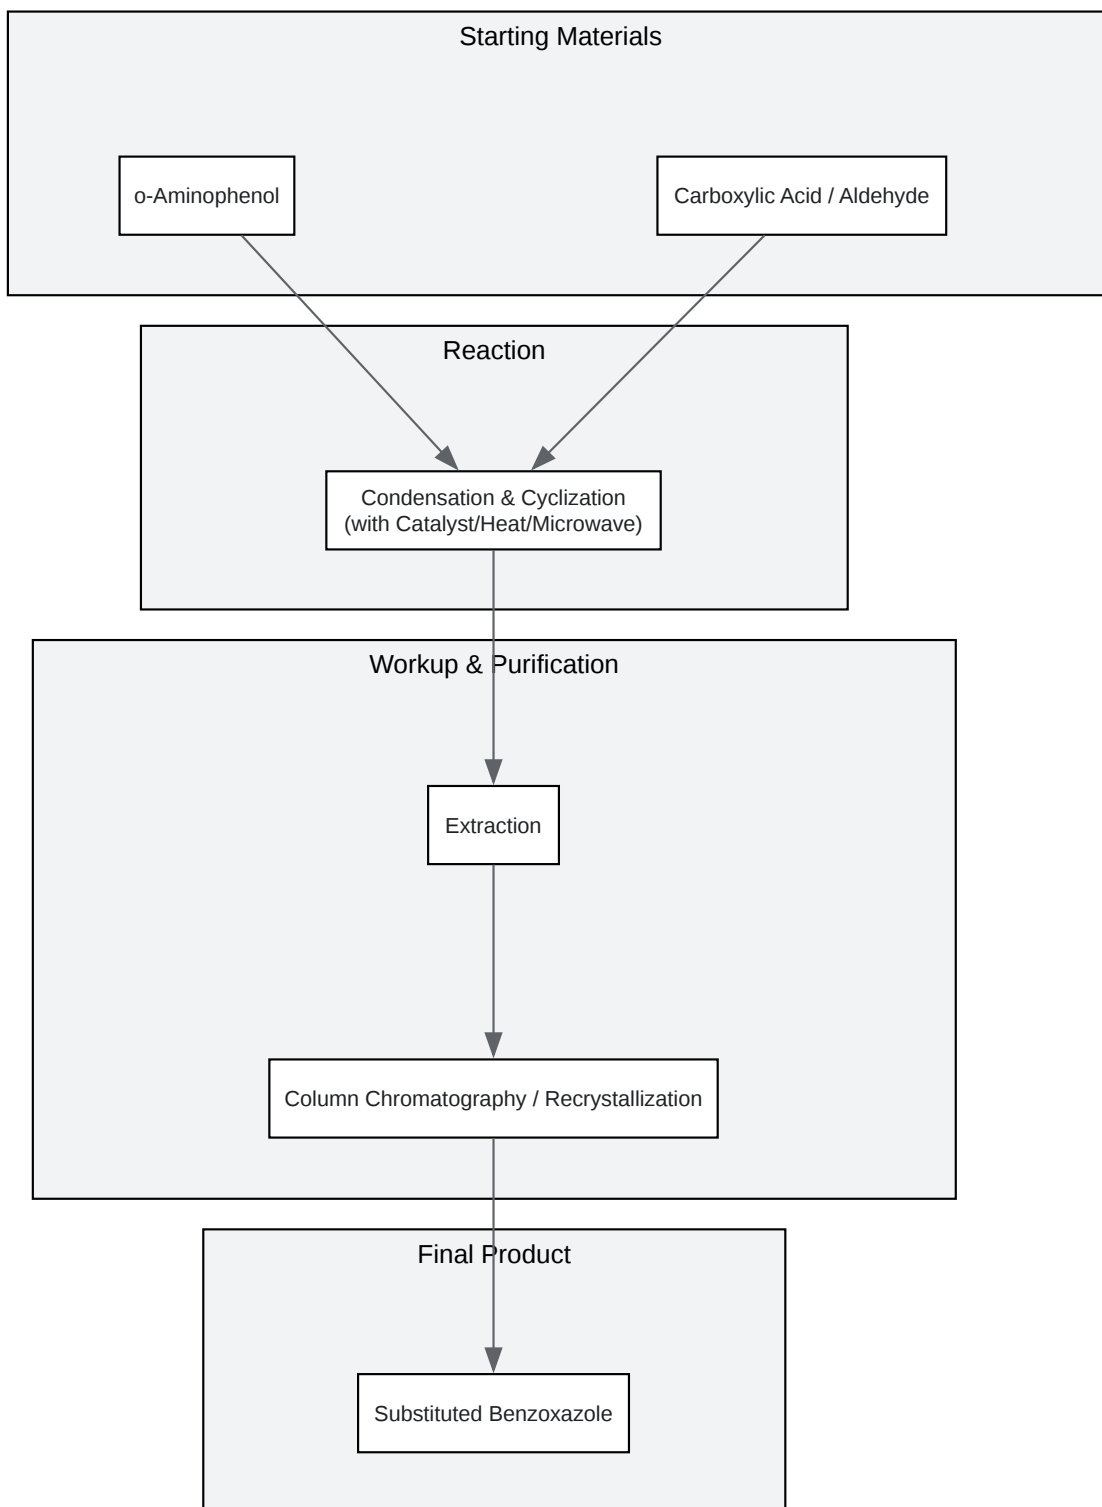 Starting Materials
o-Aminophenol
Carboxylic Acid / Aldehyde
Reaction
Condensation & Cyclization
(with Catalyst/Heat/Microwave)
Workup & Purification
Extraction
Column Chromatography / Recrystallization
Final Product
Substituted Benzoxazole